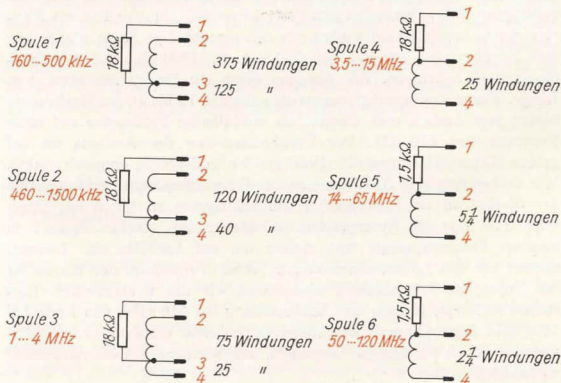 Spule 1
160...500 kHz
18 kΩ
1
2
3
4
375 Windungen
125 "
Spule 2
460...1500 kHz
18 kΩ
1
2
3
4
120 Windungen
40 "
Spule 3
1...4 MHz
18 kΩ
1
2
3
4
75 Windungen
25 "
Spule 4
3,5...15 MHz
18 kΩ
1
2
4
25 Windungen
Spule 5
14...65 MHz
7,5 kΩ
1
2
4
5 1/4 Windungen
Spule 6
50...120 MHz
7,5 kΩ
1
2
4
2 1/4 Windungen